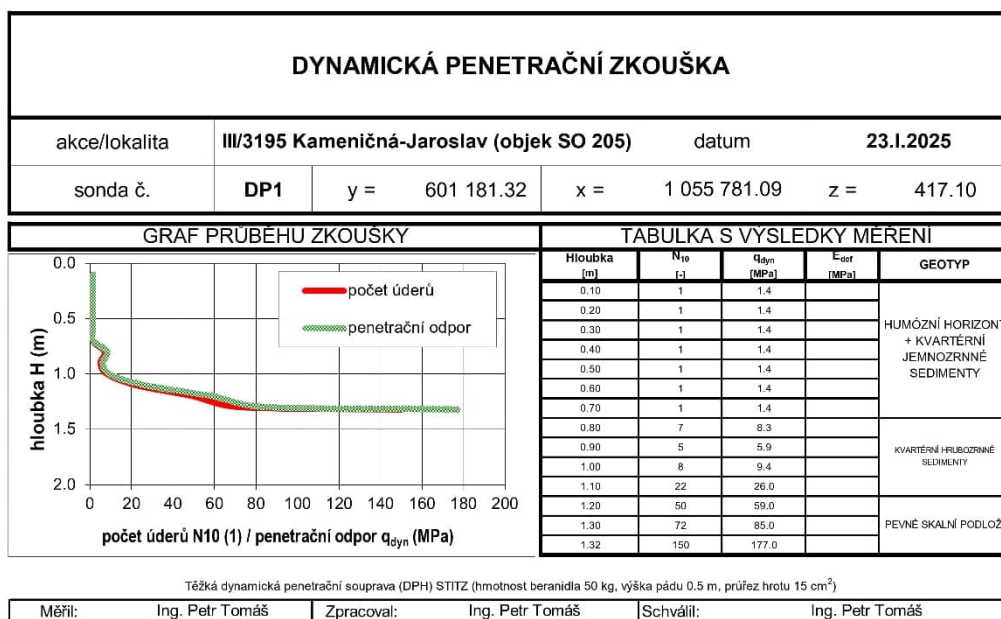 DYNAMICKÁ PENETRAČNÍ ZKOUŠKA
akce/lokalita III/3195 Kameničná-Jaroslav (objek SO 205) datum 23.I.2025
sonda č. DP1 y = 601 181.32 x = 1 055 781.09 z = 417.10
GRAF PRŮBĚHU ZKOUŠKY
0.0
0.5
1.0
1.5
2.0
hloubka H (m)
počet úderů
penetrační odpor
0 20 40 60 80 100 120 140 160 180 200
počet úderů N10 (1) / penetrační odpor qdyn (MPa)
TABULKA S VÝSLEDKY MĚŘENÍ
Hloubka [m] N10 [-] qdyn [MPa] Edef [MPa] GEOTYP
0.10 1 1.4
0.20 1 1.4
0.30 1 1.4
0.40 1 1.4
0.50 1 1.4
0.60 1 1.4
0.70 1 1.4
HUMÓZNÍ HORIZONT
+ KVARTÉRNÍ
JEMNOZRNNÉ
SEDIMENTY
0.80 7 8.3
0.90 5 5.9
1.00 8 9.4
1.10 22 26.0
KVARTÉRNÍ HRUBOZRNNÉ
SEDIMENTY
1.20 50 59.0
1.30 72 85.0
1.32 150 177.0
PEVNÉ SKALNÍ PODLOŽ
Těžká dynamická penetrační souprava (DPH) STITZ (hmotnost beranidla 50 kg, výška pádu 0.5 m, průřez hrotu 15 cm²)
Měřil: Ing. Petr Tomáš Zpracoval: Ing. Petr Tomáš Schválil: Ing. Petr Tomáš